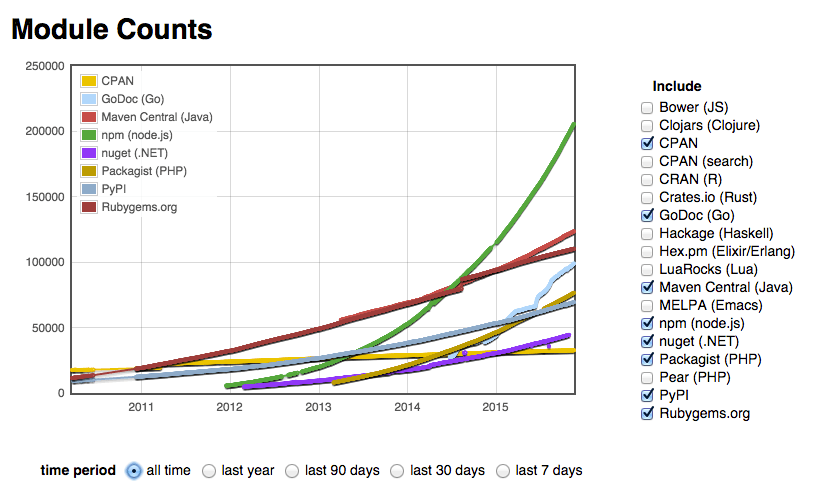 Module Counts
250000
200000
150000
100000
50000
0
CPAN
GoDoc (Go)
Maven Central (Java)
npm (node.js)
nuget (.NET)
Packagist (PHP)
PyPI
Rubygems.org
2011 2012 2013 2014 2015
Include
Bower (JS)
Clojars (Clojure)
CPAN
CPAN (search)
CRAN (R)
Crates.io (Rust)
GoDoc (Go)
Hackage (Haskell)
Hex.pm (Elixir/Erlang)
LuaRocks (Lua)
Maven Central (Java)
MELPA (Emacs)
npm (node.js)
nuget (.NET)
Packagist (PHP)
Pear (PHP)
PyPI
Rubygems.org
time period all time last year last 90 days last 30 days last 7 days